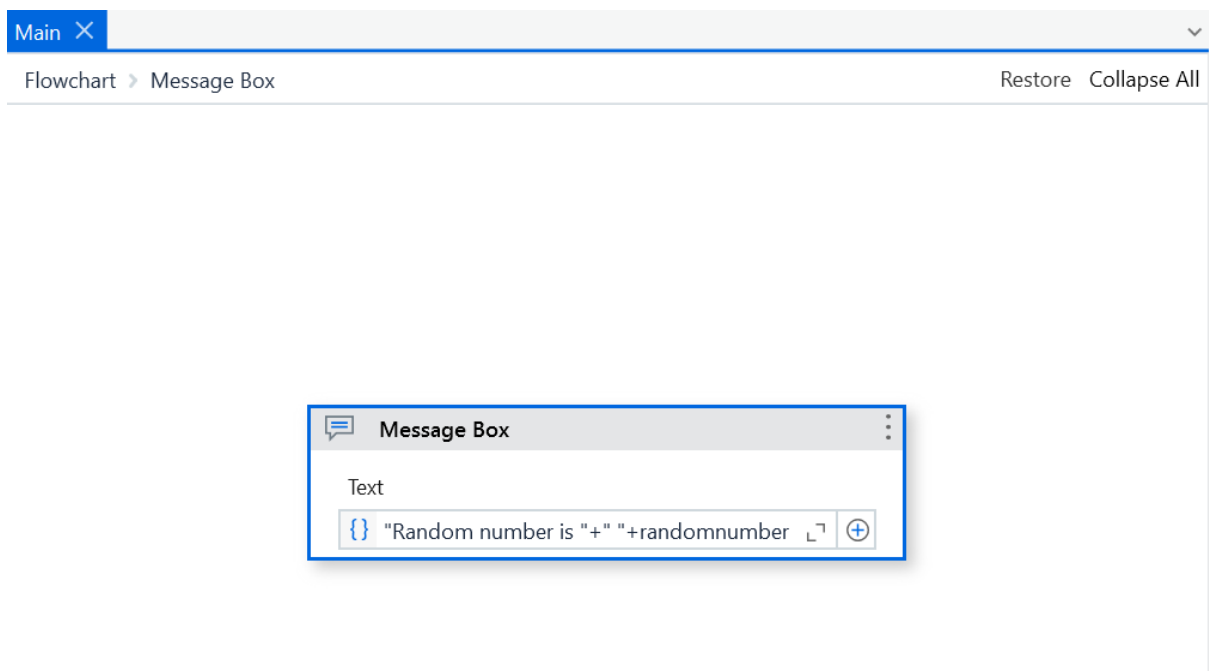 Main
Flowchart > Message Box
Restore Collapse All
Message Box
Text
{} "Random number is "+" "+randomnumber